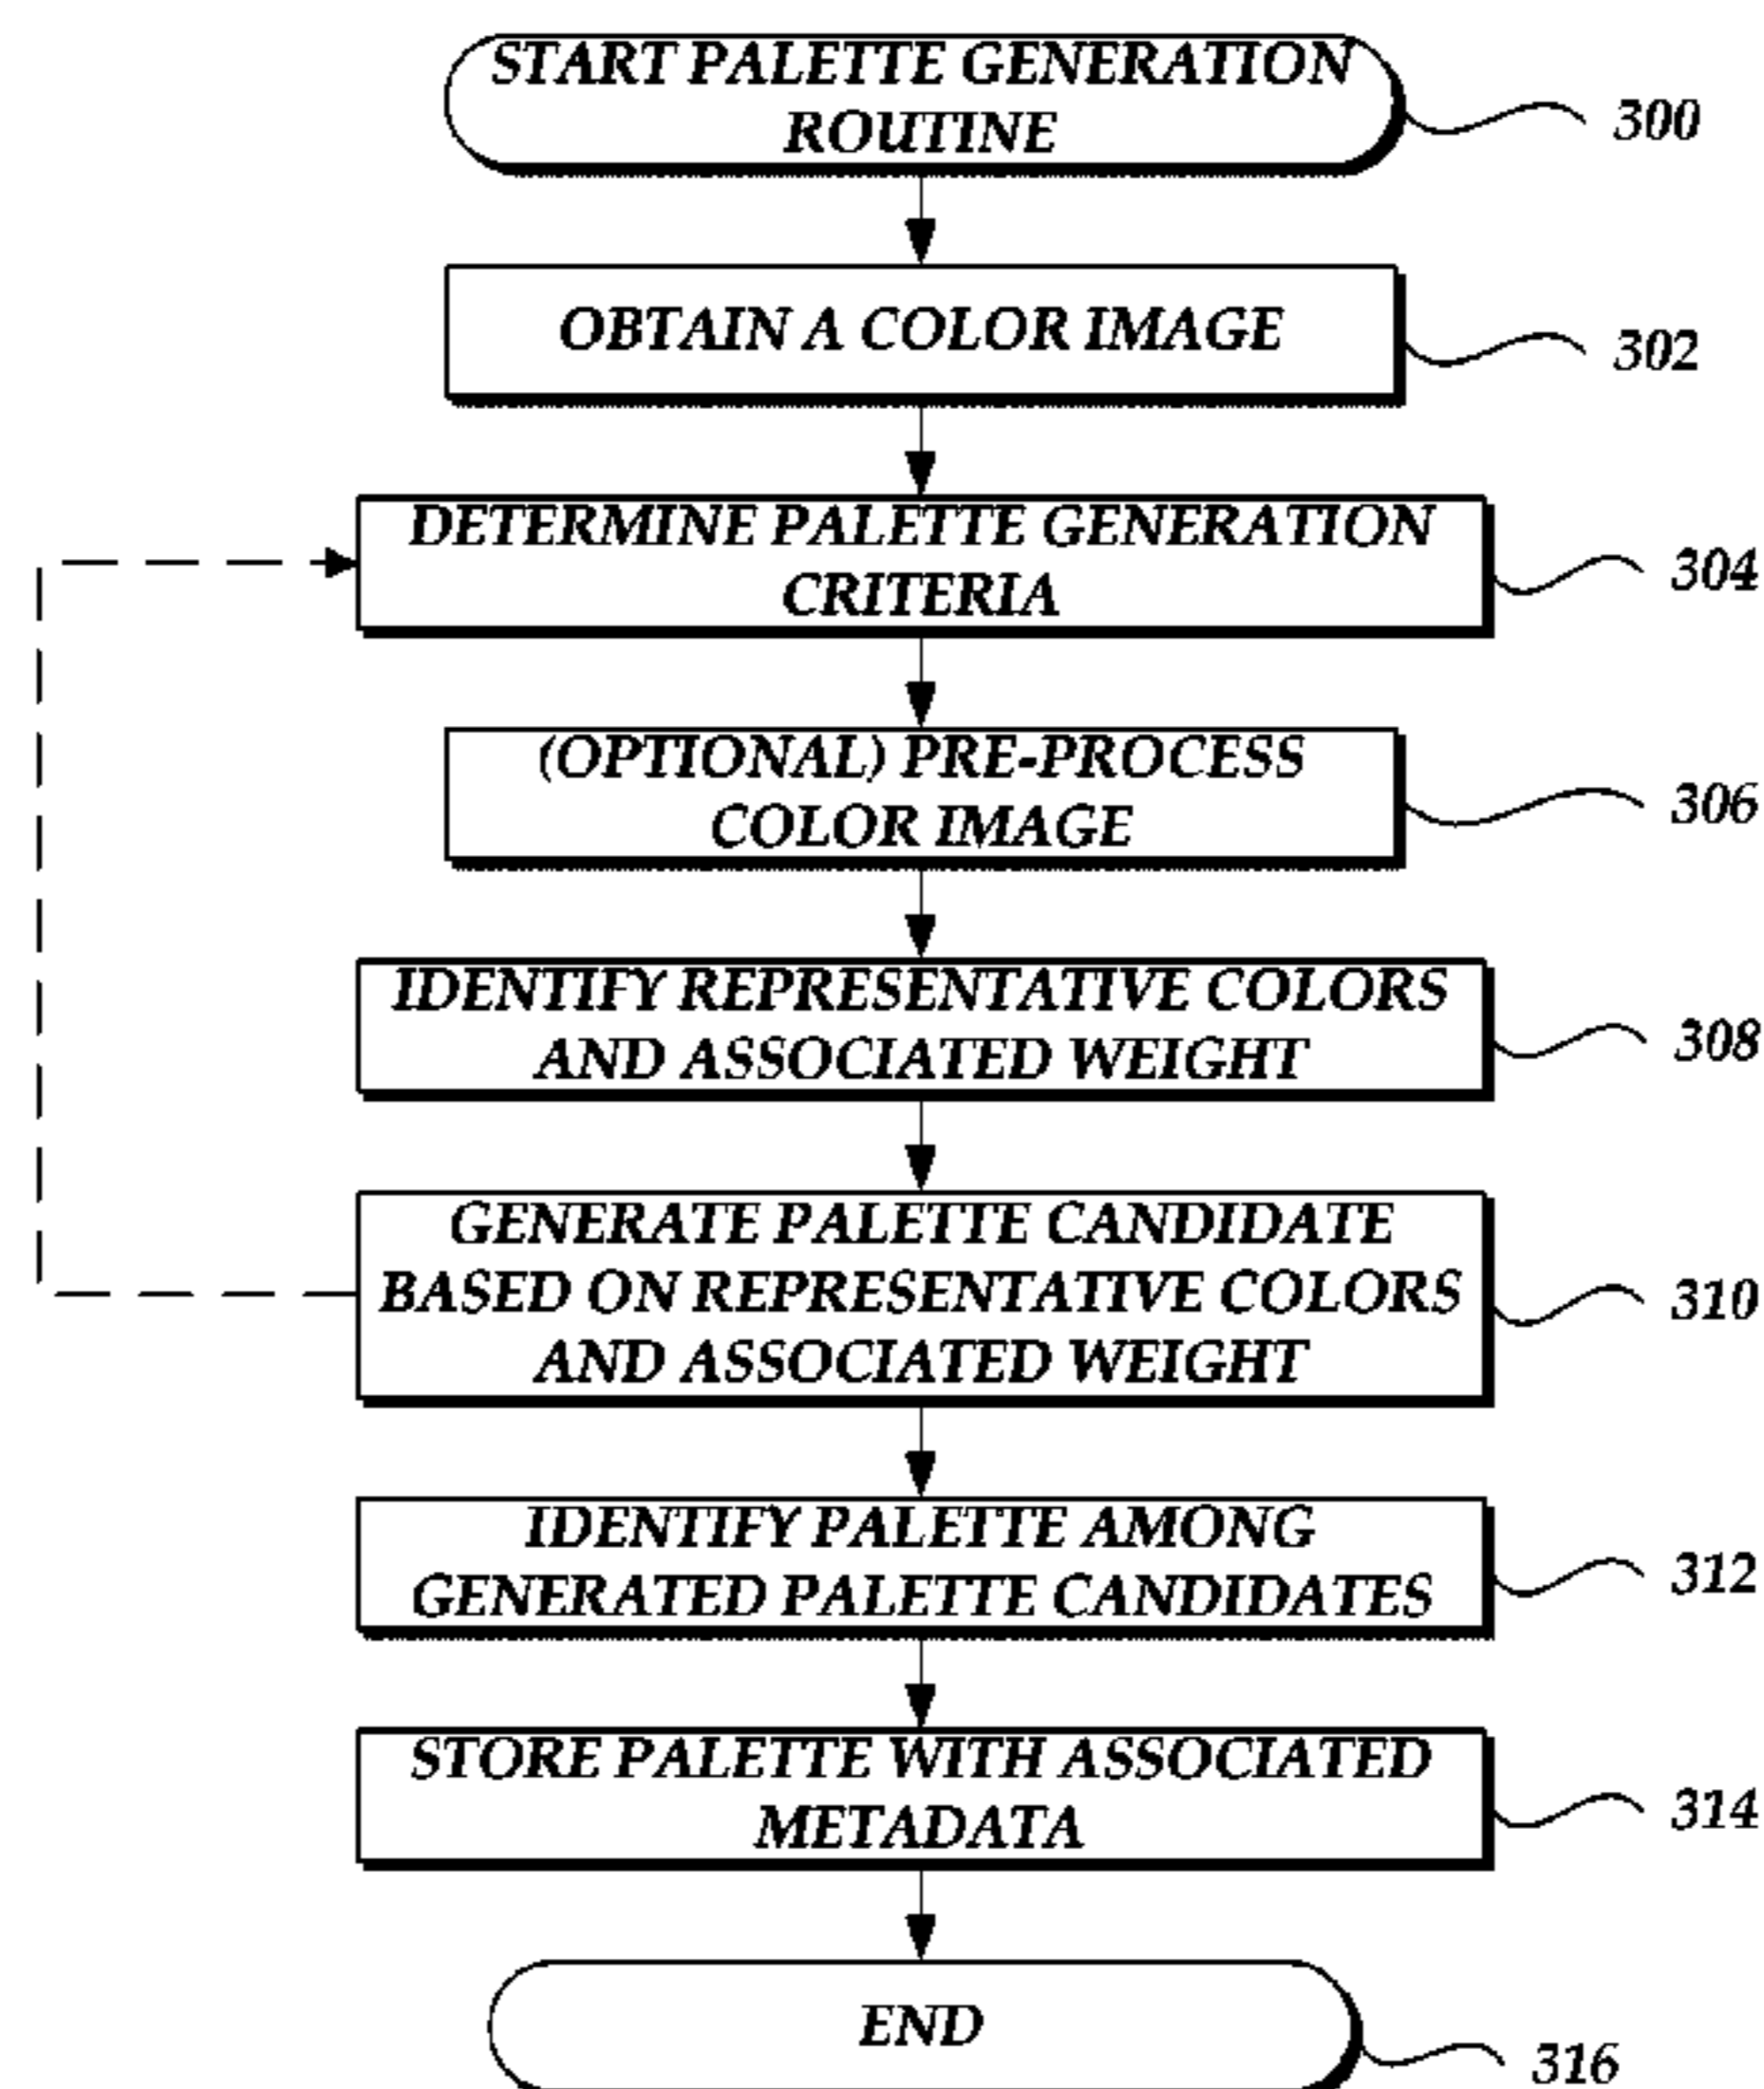 START PALETTE GENERATION
ROUTINE
300
OBTAIN A COLOR IMAGE
302
DETERMINE PALETTE GENERATION
CRITERIA
304
(OPTIONAL) PRE-PROCESS
COLOR IMAGE
306
IDENTIFY REPRESENTATIVE COLORS
AND ASSOCIATED WEIGHT
308
GENERATE PALETTE CANDIDATE
BASED ON REPRESENTATIVE COLORS
AND ASSOCIATED WEIGHT
310
IDENTIFY PALETTE AMONG
GENERATED PALETTE CANDIDATES
312
STORE PALETTE WITH ASSOCIATED
METADATA
314
END
316